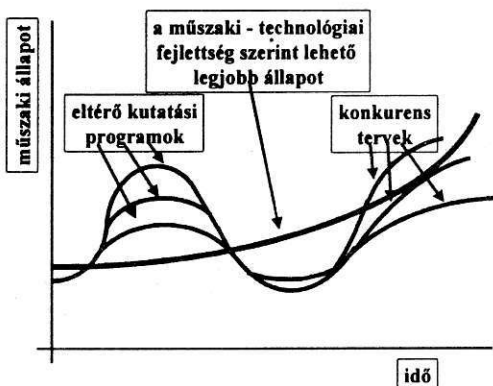 a műszaki - technológiai
fejlettség szerint lehető
legjobb állapot
műszaki állapot
eltérő kutatási
programok
konkurens
tervek
idő